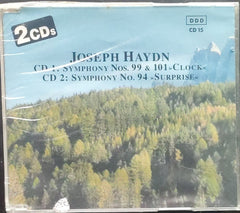 2CDs
DDD
CD 15
JOSEPH HAYDN
CD 1: SYMPHONY NOS. 99 & 101 »CLOCK«
CD 2: SYMPHONY NO. 94 »SURPRISE«